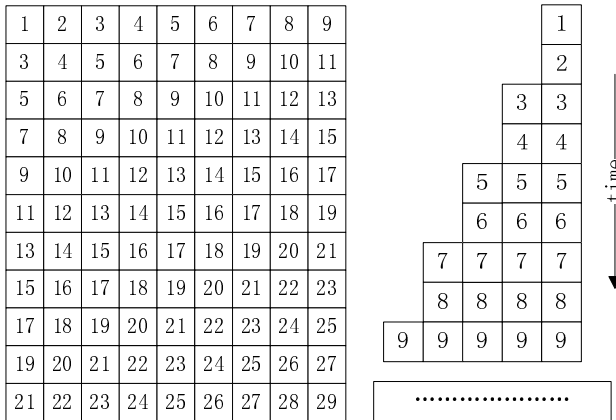 1 2 3 4 5 6 7 8 9
3 4 5 6 7 8 9 10 11
5 6 7 8 9 10 11 12 13
7 8 9 10 11 12 13 14 15
9 10 11 12 13 14 15 16 17
11 12 13 14 15 16 17 18 19
13 14 15 16 17 18 19 20 21
15 16 17 18 19 20 21 22 23
17 18 19 20 21 22 23 24 25
19 20 21 22 23 24 25 26 27
21 22 23 24 25 26 27 28 29
1
2
3 3
4 4
5 5 5
6 6 6
7 7 7 7
8 8 8 8
9 9 9 9 9
.....................
time